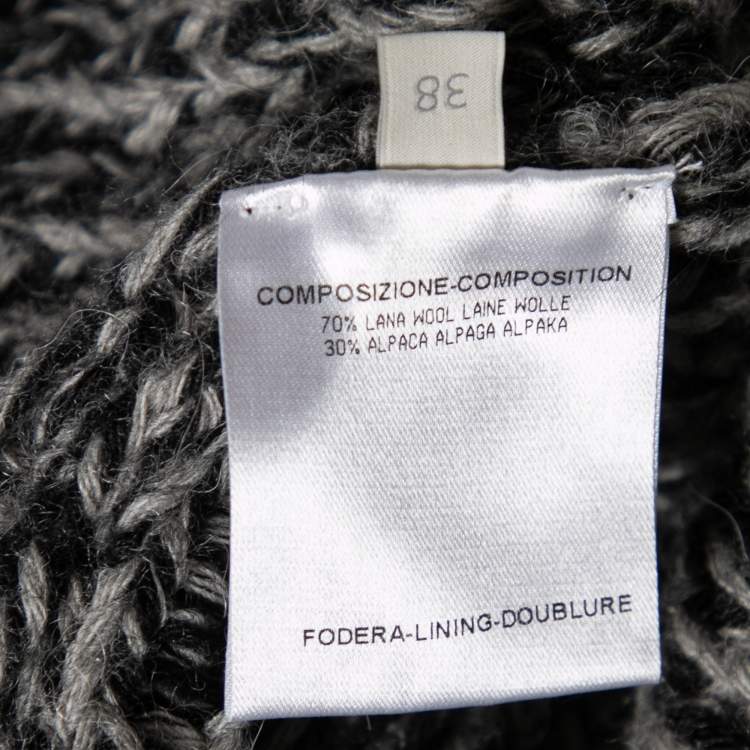 38
COMPOSIZIONE-COMPOSITION
70% LANA WOOL LAINE WOLLE
30% ALPACA ALPAGA ALPAKA
FODERA-LINING-DOUBLURE